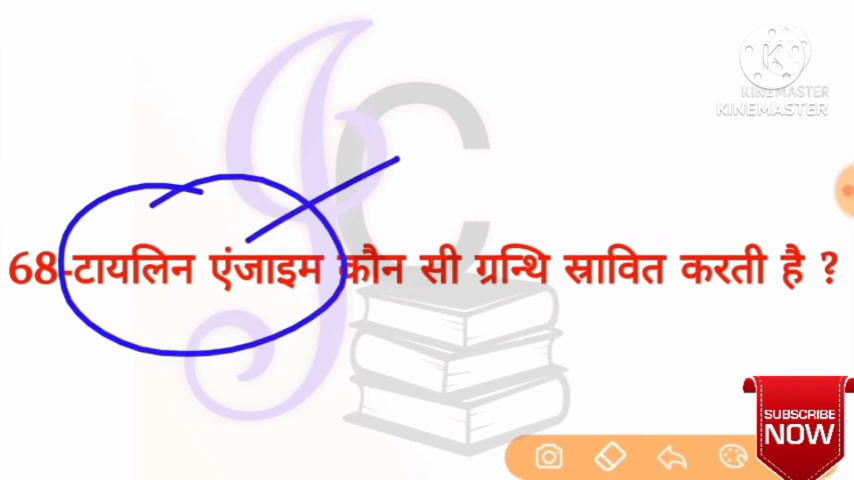 KINEMASTER
KINEMASTER
68-टायलिन एंजाइम कौन सी ग्रन्थि स्रावित करती है ?
SUBSCRIBE
NOW